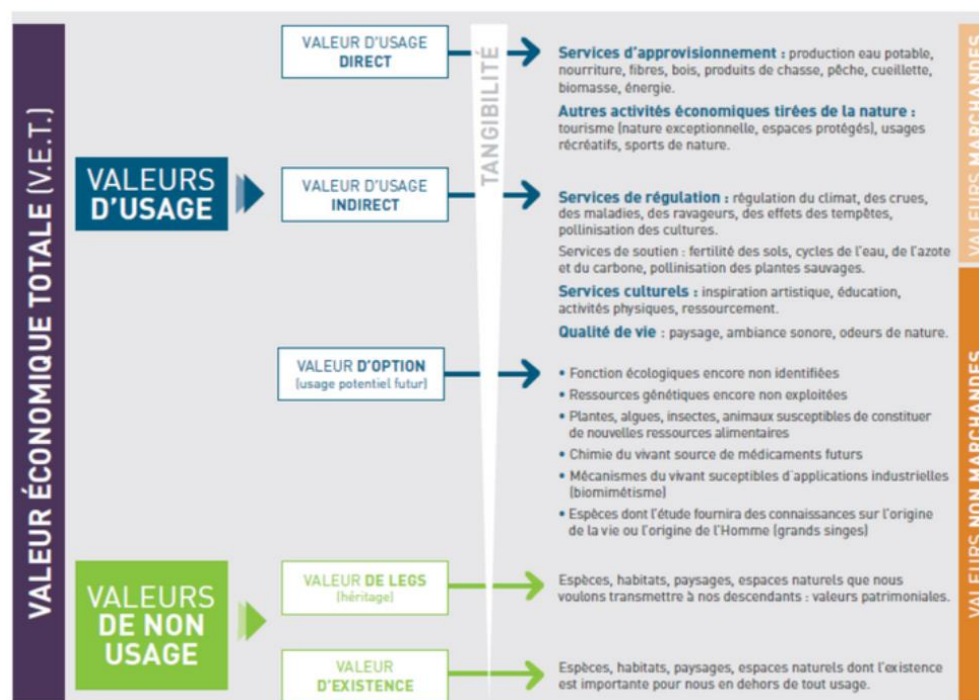 VALEUR ÉCONOMIQUE TOTALE (V.E.T.)
VALEURS
D'USAGE
VALEUR D'USAGE
DIRECT
TANGIBILITÉ
Services d'approvisionnement : production eau potable,
nourriture, fibres, bois, produits de chasse, pêche, cueillette,
biomasse, énergie.
Autres activités économiques tirées de la nature :
tourisme (nature exceptionnelle, espaces protégés), usages
récréatifs, sports de nature.
VALEUR D'USAGE
INDIRECT
Services de régulation : régulation du climat, des crues,
des maladies, des ravageurs, des effets des tempêtes,
pollinisation des cultures.
Services de soutien : fertilité des sols, cycles de l'eau, de l'azote
et du carbone, pollinisation des plantes sauvages.
Services culturels : inspiration artistique, éducation,
activités physiques, ressourcement.
Qualité de vie : paysage, ambiance sonore, odeurs de nature.
VALEUR D'OPTION
(usage potentiel futur)
• Fonction écologiques encore non identifiées
• Ressources génétiques encore non exploitées
• Plantes, algues, insectes, animaux susceptibles de constituer
de nouvelles ressources alimentaires
• Chimie du vivant source de médicaments futurs
• Mécanismes du vivant suceptibles d'applications industrielles
(biomimétisme)
• Espèces dont l'étude fournira des connaissances sur l'origine
de la vie ou l'origine de l'Homme (grands singes)
VALEURS
DE NON
USAGE
VALEUR DE LEGS
(héritage)
Espèces, habitats, paysages, espaces naturels que nous
voulons transmettre à nos descendants : valeurs patrimoniales.
VALEUR
D'EXISTENCE
Espèces, habitats, paysages, espaces naturels dont l'existence
est importante pour nous en dehors de tout usage.
VALEURS MARCHANDES
VALEURS NON MARCHANDES